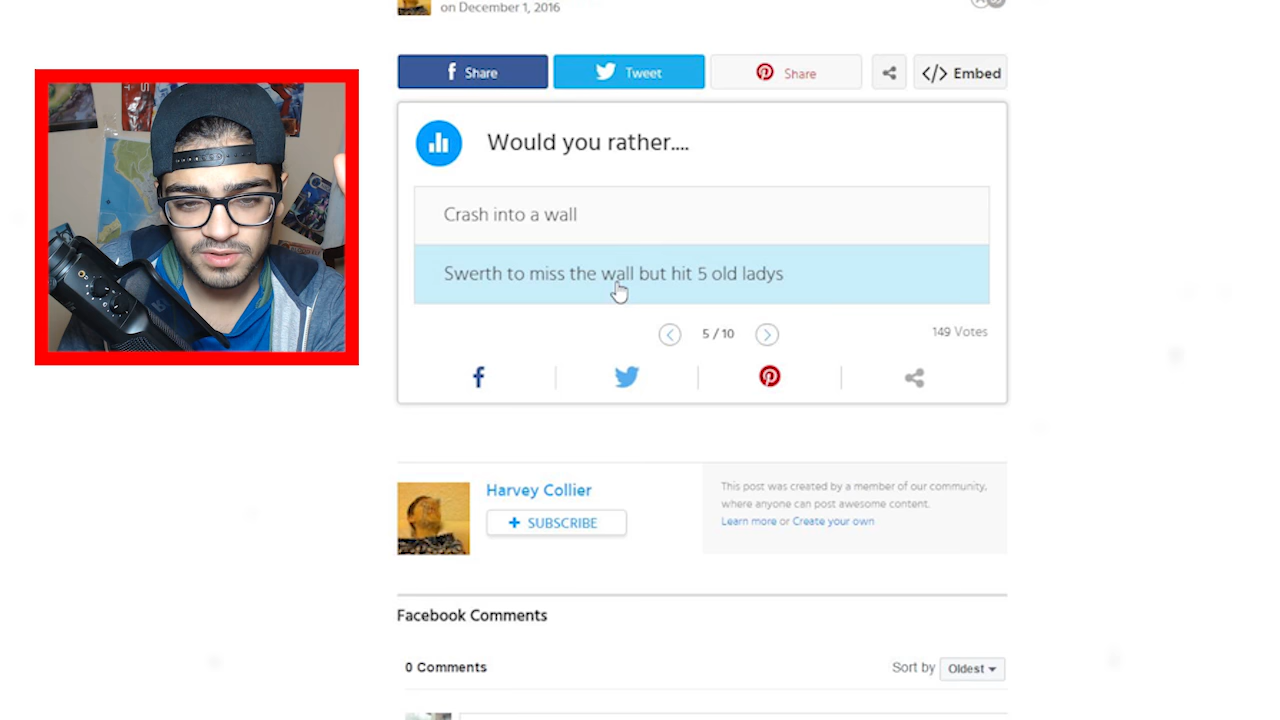 on December 1, 2016
Share
Tweet
Share
</> Embed
Would you rather....
Crash into a wall
Swerth to miss the wall but hit 5 old ladys
5 / 10
149 Votes
Harvey Collier
+ SUBSCRIBE
This post was created by a member of our community,
where anyone can post awesome content.
Learn more or Create your own
Facebook Comments
0 Comments
Sort by Oldest